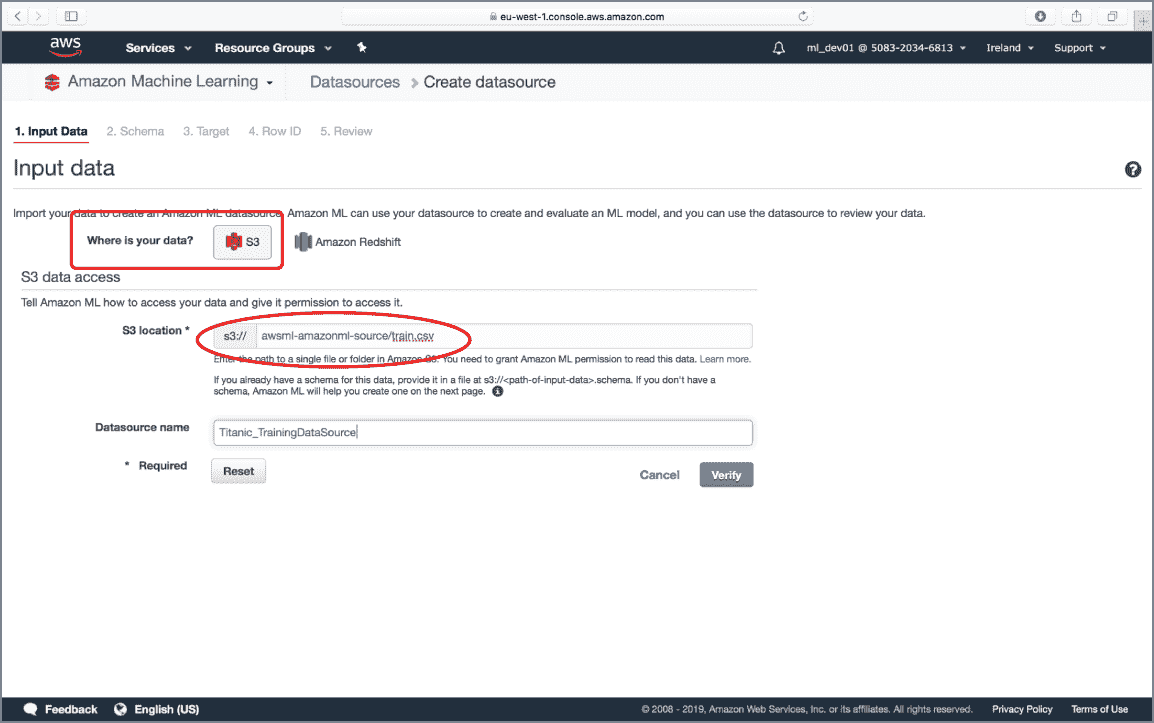 eu-west-1.console.aws.amazon.com
aws Services Resource Groups ml_dev01 @ 5083-2034-6813 Ireland Support
Amazon Machine Learning Datasources Create datasource
1. Input Data 2. Schema 3. Target 4. Row ID 5. Review
Input data
Import your data to create an Amazon ML datasource. Amazon ML can use your datasource to create and evaluate an ML model, and you can use the datasource to review your data.
Where is your data? S3 Amazon Redshift
S3 data access
Tell Amazon ML how to access your data and give it permission to access it.
S3 location * s3:// awsml-amazonml-source/train.csv
Enter the path to a single file or folder in Amazon S3. You need to grant Amazon ML permission to read this data. Learn more.
If you already have a schema for this data, provide it in a file at s3://<path-of-input-data>.schema. If you don't have a
schema, Amazon ML will help you create one on the next page.
Datasource name Titanic_TrainingDataSource
* Required Reset Cancel Verify
Feedback English (US) © 2008 - 2019, Amazon Web Services, Inc. or its affiliates. All rights reserved. Privacy Policy Terms of Use